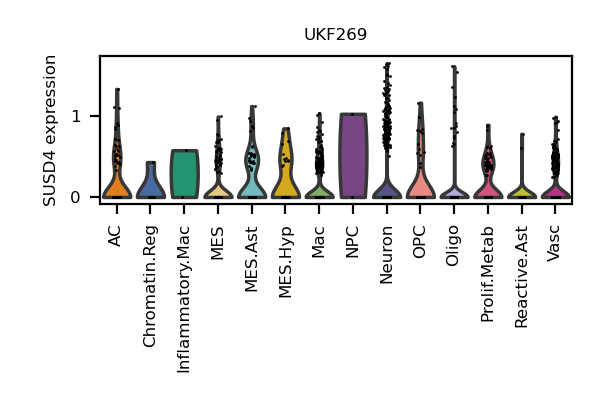 UKF269
SUSD4 expression
1
0
AC
Chromatin.Reg
Inflammatory.Mac
MES
MES.Ast
MES.Hyp
Mac
NPC
Neuron
OPC
Oligo
Prolif.Metab
Reactive.Ast
Vasc